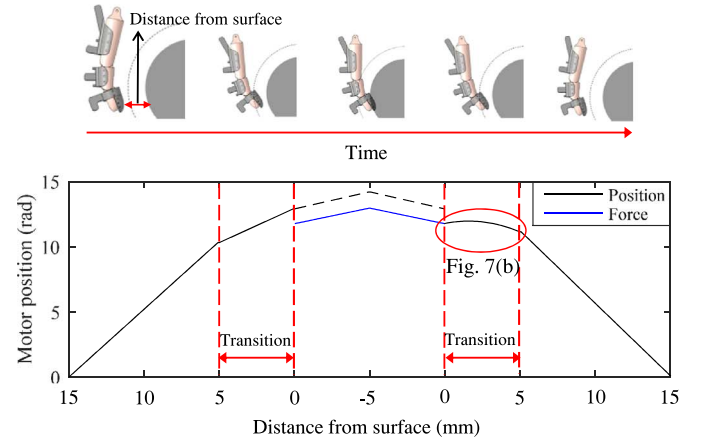 Distance from surface
Time
Motor position (rad)
15
10
5
0
Position
Force
Fig. 7(b)
Transition
Transition
15 10 5 0 -5 0 5 10 15
Distance from surface (mm)